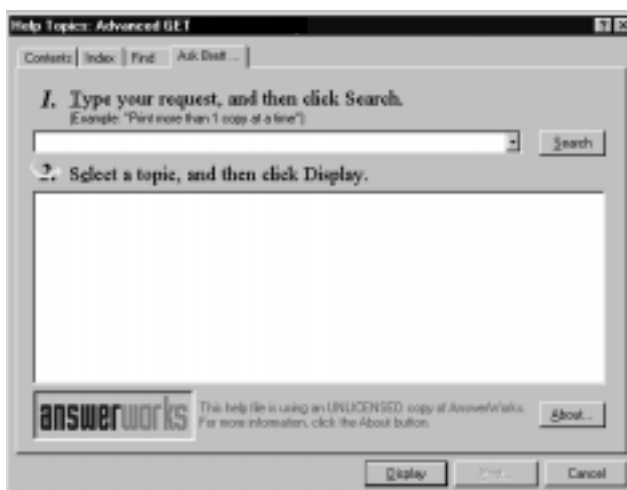 Help Topics: Advanced GET
Contents Index Find Ask Brett ...
1. Type your request, and then click Search.
(Example: "Print more than 1 copy at a time")
Search
2. Select a topic, and then click Display.
answerworks
This help file is using an UNLICENSED copy of AnswerWorks.
For more information, click the About button.
About...
Display Print... Cancel